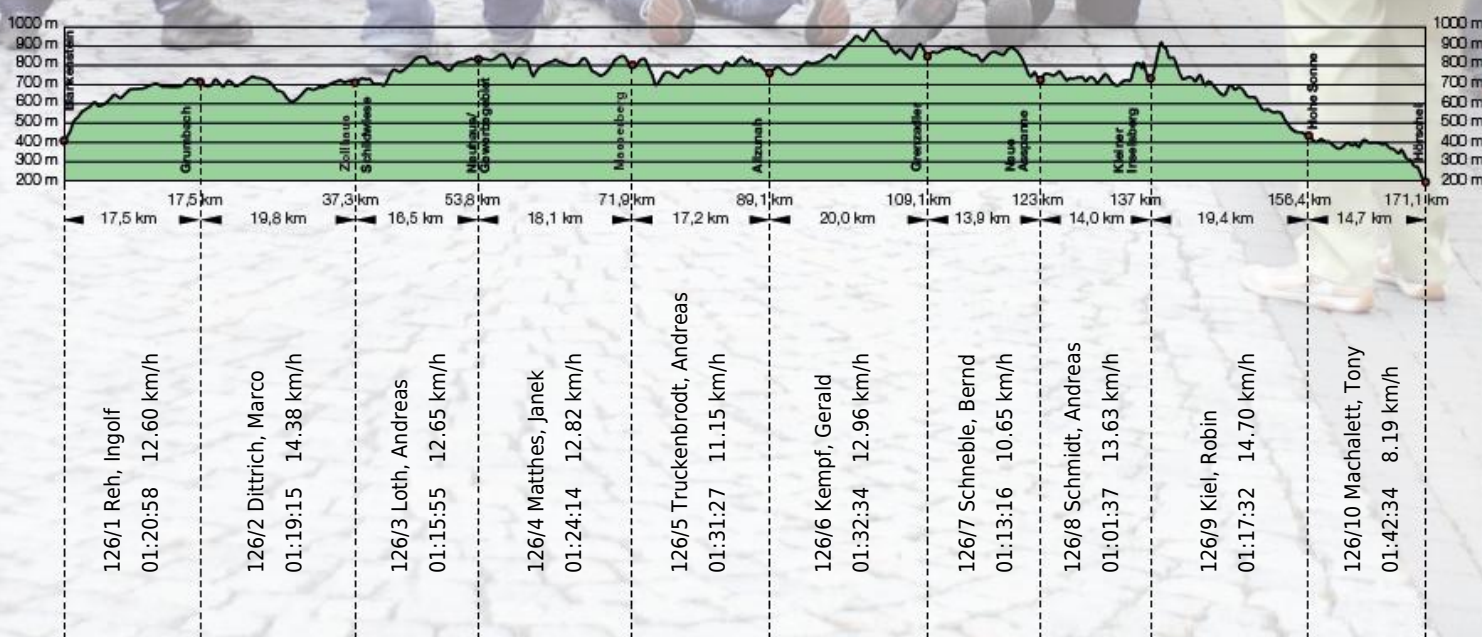 1000 m
900 m
800 m
700 m
600 m
500 m
400 m
300 m
200 m
1000 m
900 m
800 m
700 m
600 m
500 m
400 m
300 m
200 m
Blankenstein
Grumbach
Zollhaus
Schildwiese
Neuhaus/
Gewerbegebiet
Masserberg
Allzunah
Grenzadler
Neue
Ausspanne
Kleiner
Inselsberg
Hohe Sonne
Hörschel
17,5 km
37,3 km
53,8 km
71,9 km
89,1 km
109,1 km
123 km
137 km
156,4 km
171,1 km
17,5 km
19,8 km
16,5 km
18,1 km
17,2 km
20,0 km
13,9 km
14,0 km
19,4 km
14,7 km
126/1 Reh, Ingolf
01:20:58 12.60 km/h
126/2 Dittrich, Marco
01:19:15 14.38 km/h
126/3 Loth, Andreas
01:15:55 12.65 km/h
126/4 Matthes, Janek
01:24:14 12.82 km/h
126/5 Truckenbrodt, Andreas
01:31:27 11.15 km/h
126/6 Kempf, Gerald
01:32:34 12.96 km/h
126/7 Schneble, Bernd
01:13:16 10.65 km/h
126/8 Schmidt, Andreas
01:01:37 13.63 km/h
126/9 Kiel, Robin
01:17:32 14.70 km/h
126/10 Machalett, Tony
01:42:34 8.19 km/h